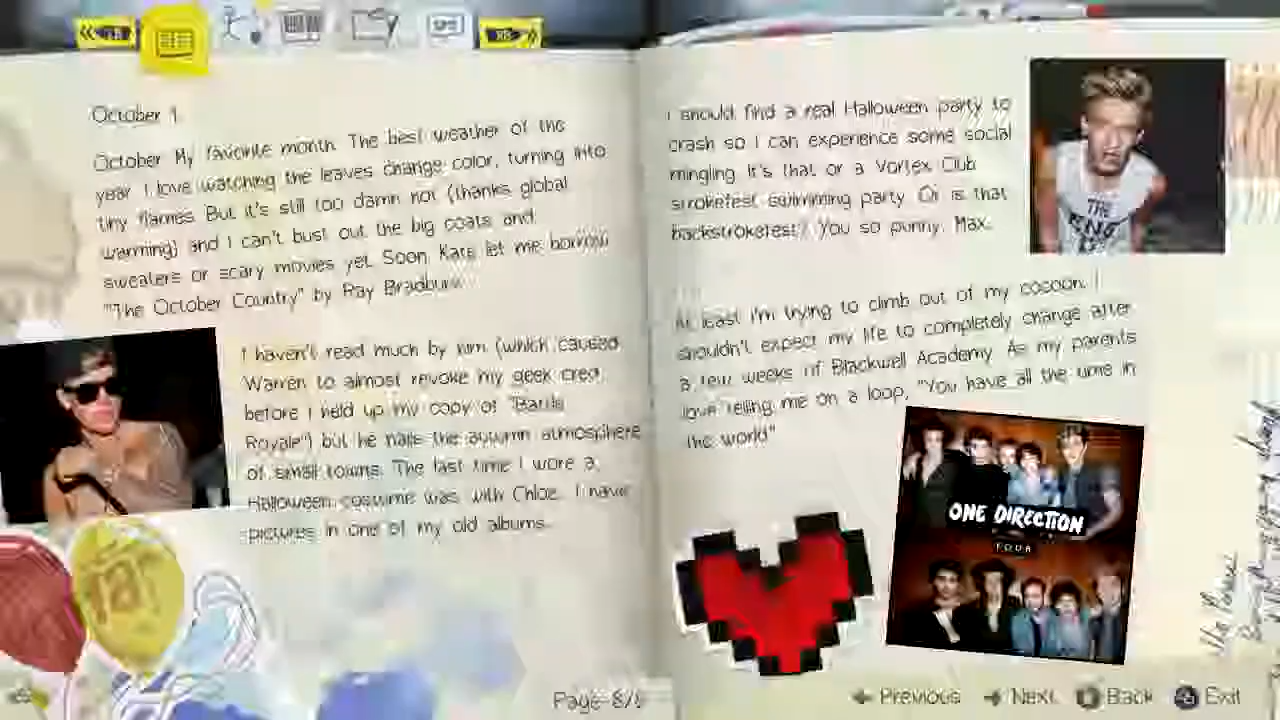 October 1
October. My favorite month. The best weather of the
year. I love watching the leaves change color, turning into
tiny flames. But it's still too damn hot (thanks global
warming) and I can't bust out the big coats and
sweaters or scary movies yet. Soon. Kate let me borrow
"The October Country" by Ray Bradbury.
I haven't read much by him (which caused
Warren to almost revoke my geek cred
before I held up my copy of "Battle
Royale") but he nails the autumn atmosphere
of small towns. The last time I wore a
Halloween costume was with Chloe. I have
pictures in one of my old albums.
I should find a real Halloween party to
crash so I can experience some social
mingling. It's that or a Vortex Club
strokefest swimming party. Or is that
backstrokefest? You so punny, Max.
At least I'm trying to climb out of my cocoon. I
shouldn't expect my life to completely change after
a few weeks of Blackwell Academy. As my parents
love telling me on a loop, "You have all the time in
the world"
THE
ONE DIRECTION
FOUR
Page 8/
Previous
Next
Back
Exit